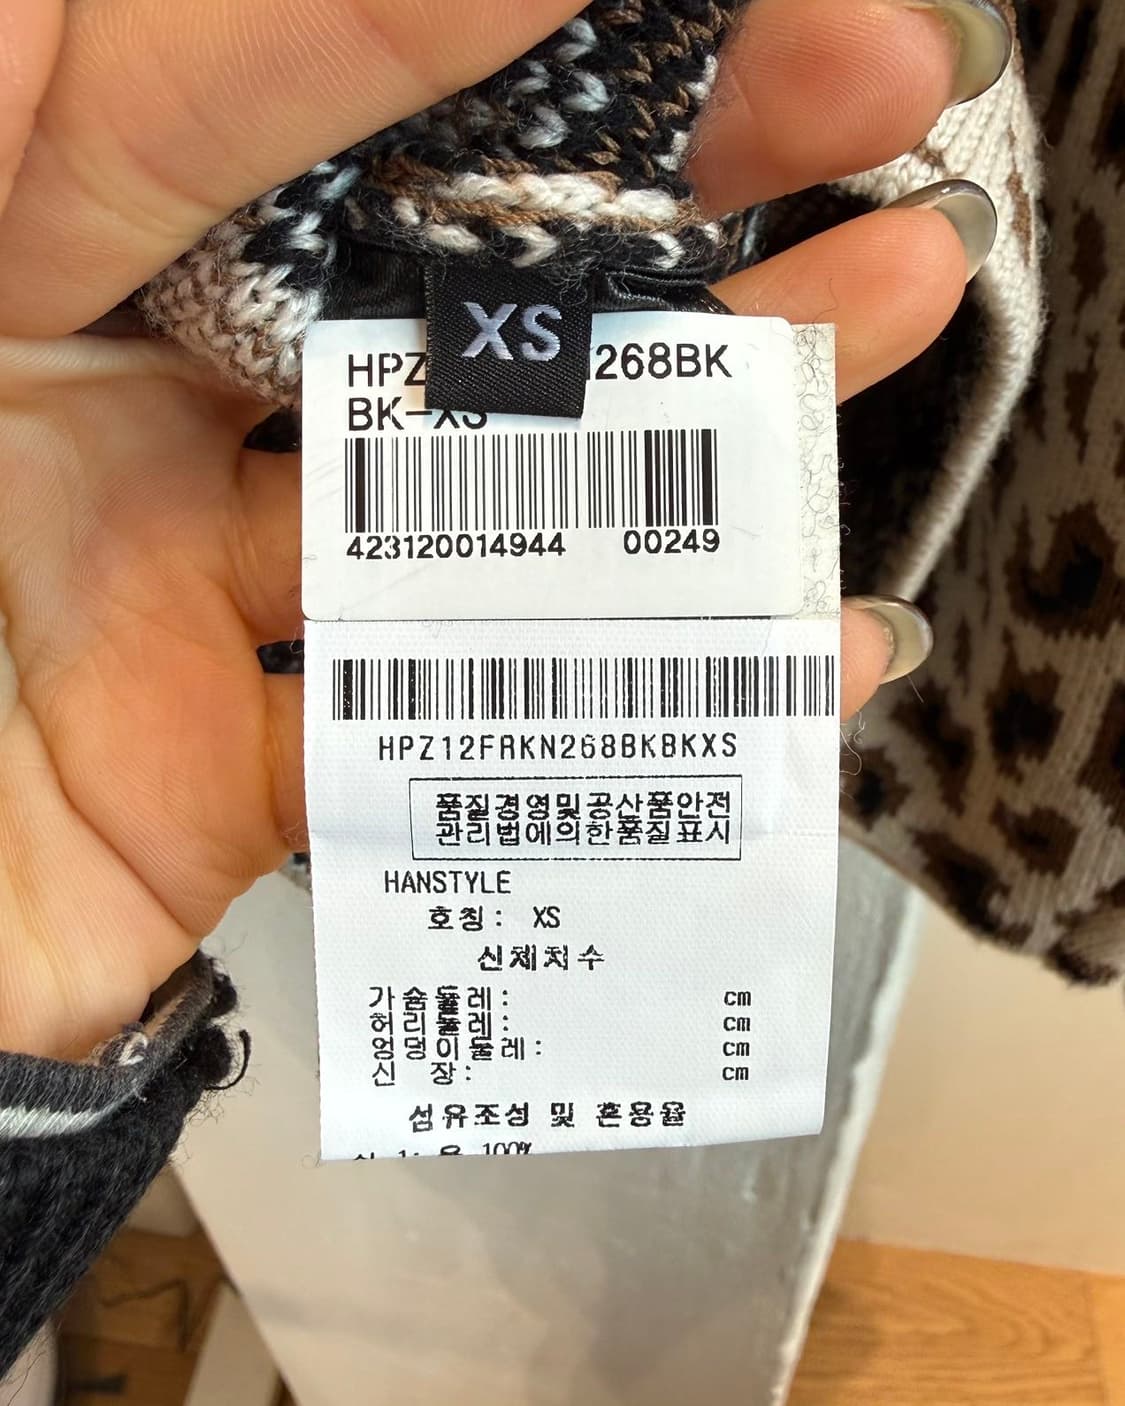 XS
HPZ N268BK
BK-XS
423120014944 00249
HPZ12FRKN268BKBKXS
품질경영및공산품안전
관리법에의한품질표시
HANSTYLE
호칭: XS
신체치수
가슴둘레: cm
허리둘레: cm
엉덩이둘레: cm
신 장: cm
섬유조성 및 혼용율
100%